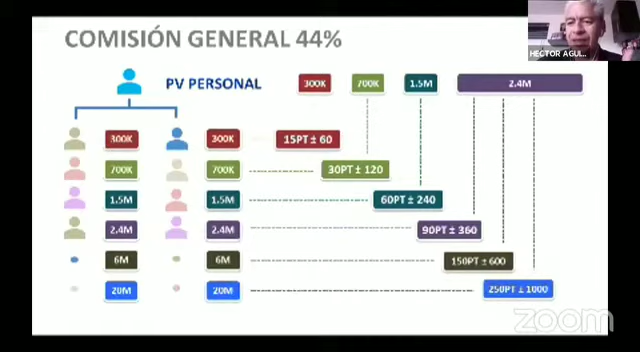 COMISIÓN GENERAL 44%
HECTOR AGUI...
PV PERSONAL 300K 700K 1.5M 2.4M
300K 300K 15PT ± 60
700K 700K 30PT ± 120
1.5M 1.5M 60PT ± 240
2.4M 2.4M 90PT ± 360
6M 6M 150PT ± 600
20M 20M 250PT ± 1000
zoom